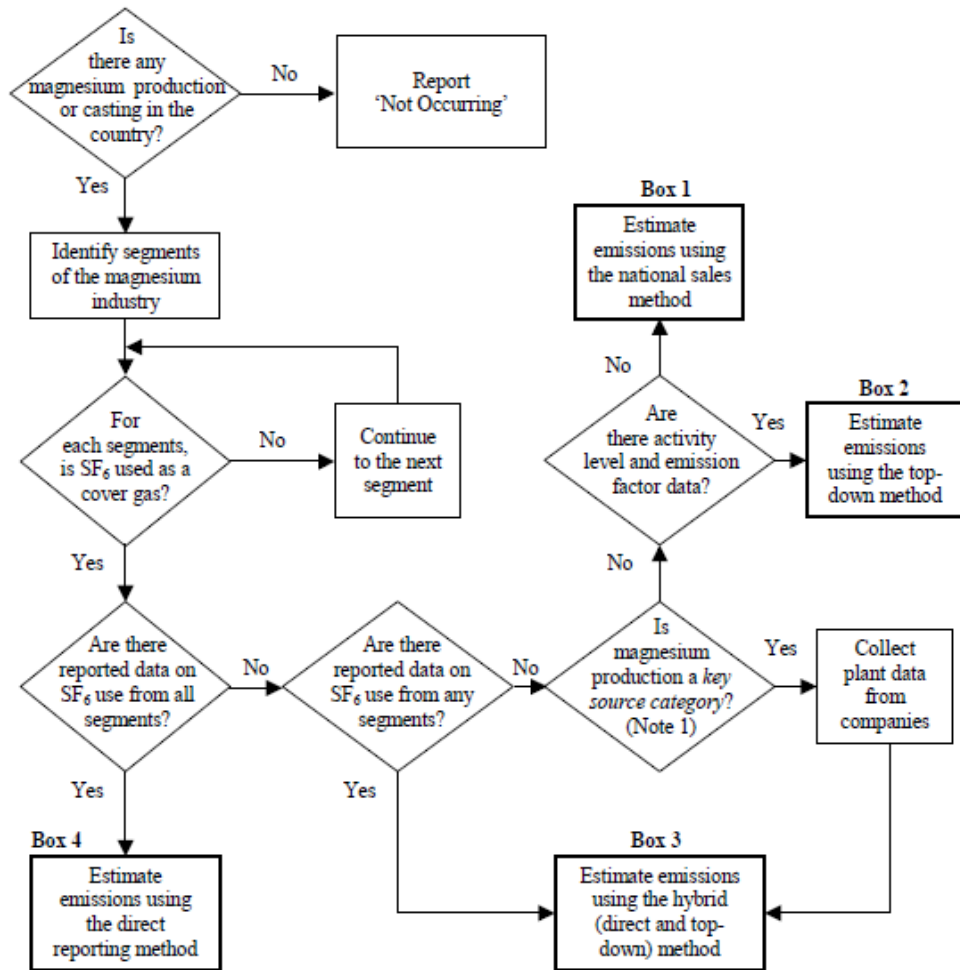 Is
there any
magnesium production
or casting in the
country?
No
Report
‘Not Occurring’
Yes
Identify segments
of the magnesium
industry
For
each segments,
is SF6 used as a
cover gas?
No
Continue
to the next
segment
Yes
Are there
reported data on
SF6 use from all
segments?
No
Are there
reported data on
SF6 use from any
segments?
No
Is
magnesium
production a key
source category?
(Note 1)
Yes
Collect
plant data
from
companies
No
Are
there activity
level and emission
factor data?
Yes
Box 2
Estimate
emissions
using the top-
down method
No
Box 1
Estimate
emissions using
the national sales
method
Yes
Box 4
Estimate
emissions using
the direct
reporting method
Yes
Box 3
Estimate emissions
using the hybrid
(direct and top-
down) method